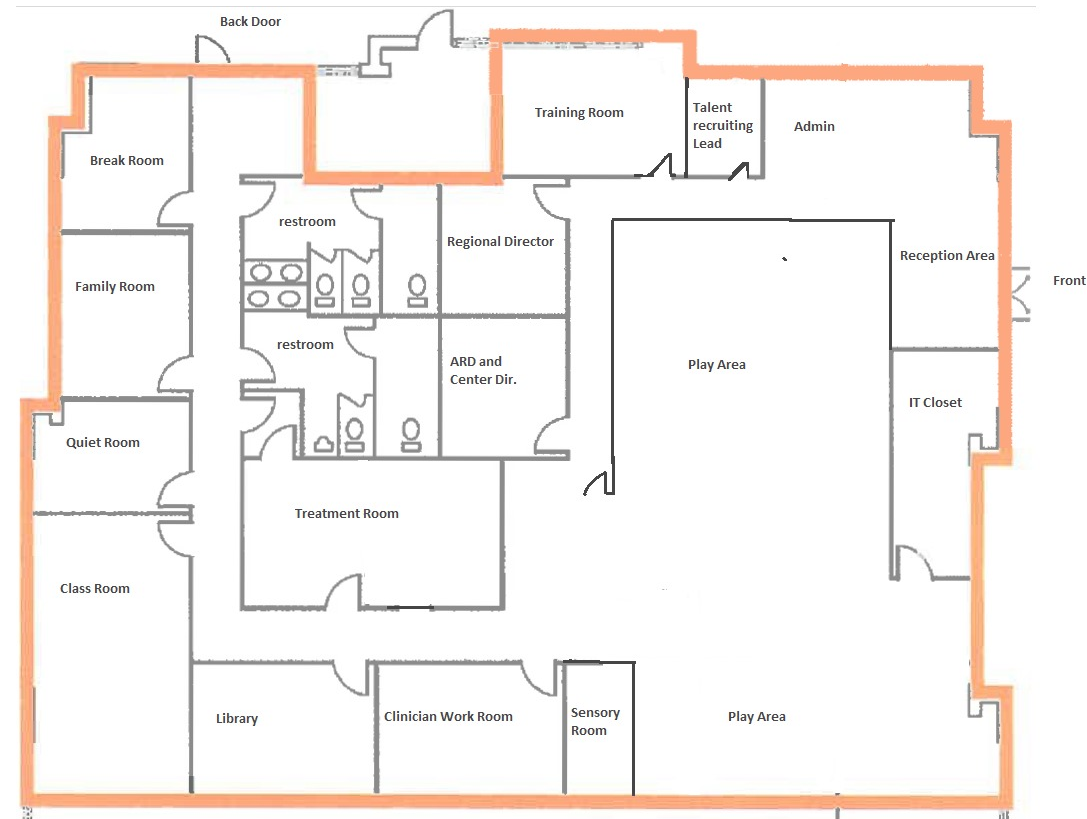 Back Door
Training Room
Talent
recruiting
Lead
Admin
Break Room
restroom
Regional Director
Reception Area
Family Room
Front
restroom
ARD and
Center Dir.
Play Area
IT Closet
Quiet Room
Treatment Room
Class Room
Library
Clinician Work Room
Sensory
Room
Play Area